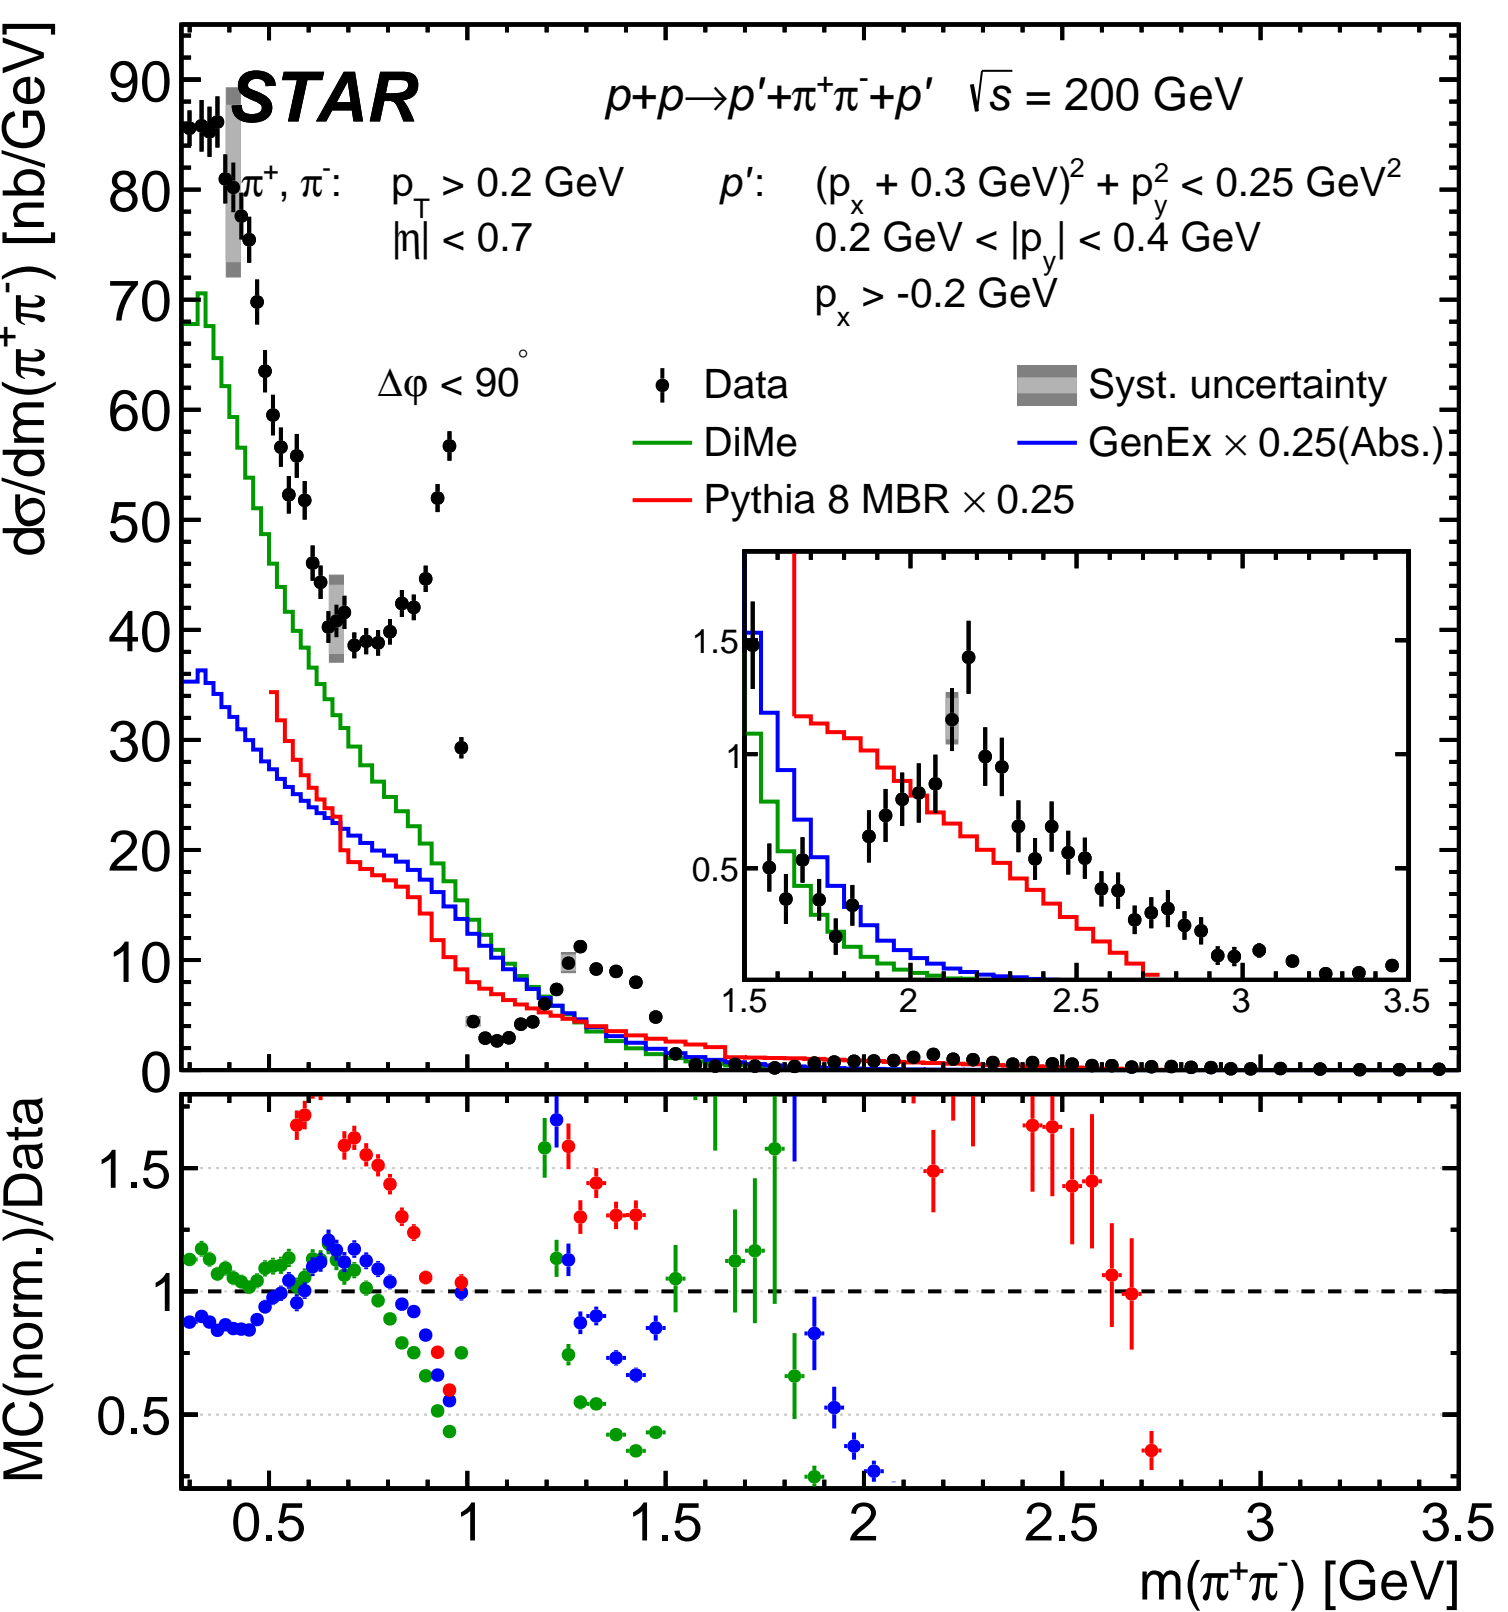 STAR
p+p→p′+π⁺π⁻+p′ √s = 200 GeV
π⁺, π⁻: p_T > 0.2 GeV
|η| < 0.7
p′: (p_x + 0.3 GeV)² + p_y² < 0.25 GeV²
0.2 GeV < |p_y| < 0.4 GeV
p_x > -0.2 GeV
Δφ < 90°
Data
Syst. uncertainty
DiMe
GenEx × 0.25(Abs.)
Pythia 8 MBR × 0.25
dσ/dm(π⁺π⁻) [nb/GeV]
90
80
70
60
50
40
30
20
10
0
1.5
1
0.5
1.5 2 2.5 3 3.5
MC(norm.)/Data
1.5
1
0.5
0.5 1 1.5 2 2.5 3 3.5
m(π⁺π⁻) [GeV]